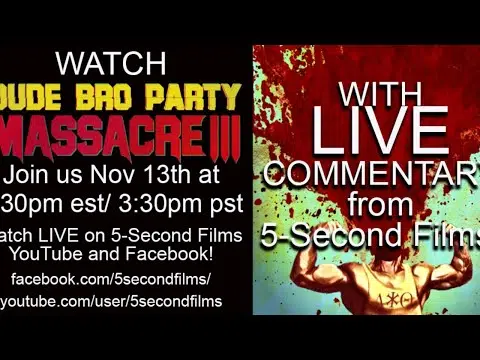 WATCH
DUDE BRO PARTY
MASSACRE III
Join us Nov 13th at
:30pm est/ 3:30pm pst
atch LIVE on 5-Second Films
YouTube and Facebook!
facebook.com/5secondfilms/
youtube.com/user/5secondfilms
WITH
LIVE
COMMENTAR
from
5-Second Films
ΔΧΘ